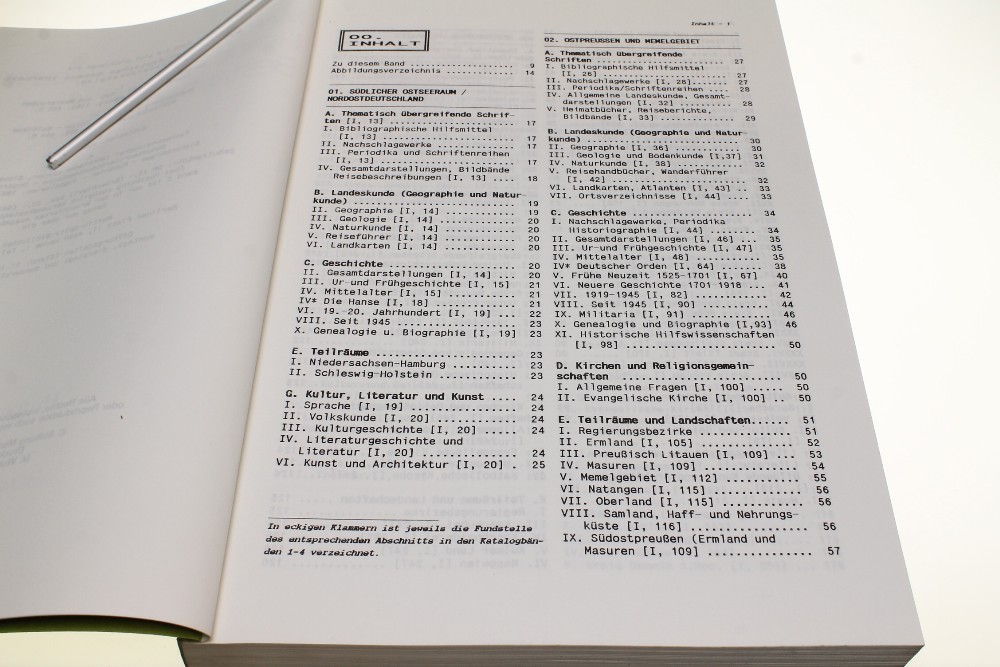 Inhalt - 1
00.
INHALT
Zu diesem Band ............... 9
Abbildungsverzeichnis ............ 14
01. SÜDLICHER OSTSEERAUM /
NORDOSTDEUTSCHLAND
A. Thematisch übergreifende Schrif-
ten [I, 13] .................. 17
I. Bibliographische Hilfsmittel
[I, 13] .................. 17
II. Nachschlagewerke ........... 17
III. Periodika und Schriftenreihen
[I, 13] .................. 17
IV. Gesamtdarstellungen, Bildbände
Reisebeschreibungen [I, 13] .... 18
B. Landeskunde (Geographie und Natur-
kunde) ........................ 19
II. Geographie [I, 14] ........... 19
III. Geologie [I, 14] ............ 20
IV. Naturkunde [I, 14] ........... 20
V. Reiseführer [I, 14] ........... 20
VI. Landkarten [I, 14] ........... 20
C. Geschichte .................. 20
II. Gesamtdarstellungen [I, 14] ... 20
III. Ur-und Frühgeschichte [I, 15] 21
IV. Mittelalter [I, 15] .......... 21
IV* Die Hanse [I, 18] ............ 21
VI. 19.-20. Jahrhundert [I, 19] ... 22
VIII. Seit 1945 ................ 23
X. Genealogie u. Biographie [I, 19] 23
E. Teilräume .................... 23
I. Niedersachsen-Hamburg ......... 23
II. Schleswig-Holstein ........... 23
G. Kultur, Literatur und Kunst .... 24
I. Sprache [I, 19] ............... 24
II. Volkskunde [I, 20] ........... 24
III. Kulturgeschichte [I, 20] ..... 24
IV. Literaturgeschichte und
Literatur [I, 20] ............. 24
VI. Kunst und Architektur [I, 20] . 25
In eckigen Klammern ist jeweils die Fundstelle
des entsprechenden Abschnitts in den Katalogbän-
den 1-4 verzeichnet.
02. OSTPREUSSEN UND MEMELGEBIET
A. Thematisch übergreifende
Schriften ..................... 27
I. Bibliographische Hilfsmittel
[I, 26] ................... 27
II. Nachschlagewerke [I, 28]....... 27
III. Periodika/Schriftenreihen .... 28
IV. Allgemeine Landeskunde, Gesamt-
darstellungen [I, 32] ......... 28
V. Heimatbücher, Reiseberichte,
Bildbände [I, 33] ............. 29
B. Landeskunde (Geographie und Natur-
kunde) ......................... 30
II. Geographie [I, 36] ........... 30
III. Geologie und Bodenkunde [I,37] 31
IV. Naturkunde [I, 38] ........... 32
V. Reisehandbücher, Wanderführer
[I, 42] ................... 32
VI. Landkarten, Atlanten [I, 43] .. 33
VII. Ortsverzeichnisse [I, 44] .... 33
C. Geschichte ................... 34
I. Nachschlagewerke, Periodika
Historiographie [I, 44] ........ 34
II. Gesamtdarstellungen [I, 46] ... 35
III. Ur-und Frühgeschichte [I, 47] 35
IV. Mittelalter [I, 48] .......... 35
IV* Deutscher Orden [I, 64] ....... 38
V. Frühe Neuzeit 1525-1701 [I, 67] 40
VI. Neuere Geschichte 1701-1918 ... 41
VII. 1919-1945 [I, 82] ........... 42
VIII. Seit 1945 [I, 90] .......... 44
IX. Militaria [I, 91] ............ 46
X. Genealogie und Biographie [I,93] 46
XI. Historische Hilfswissenschaften
[I, 98] ..................... 50
D. Kirchen und Religionsgemein-
schaften ...................... 50
I. Allgemeine Fragen [I, 100] ..... 50
II. Evangelische Kirche [I, 100] .. 50
E. Teilräume und Landschaften...... 51
I. Regierungsbezirke ............. 51
II. Ermland [I, 105] ............. 52
III. Preußisch Litauen [I, 109] ... 53
IV. Masuren [I, 109] ............. 54
V. Memelgebiet [I, 112] .......... 55
VI. Natangen [I, 115] ............ 56
VII. Oberland [I, 115] ........... 56
VIII. Samland, Haff- und Nehrungs-
küste [I, 116] ............... 56
IX. Südostpreußen (Ermland und
Masuren [I, 109] .............. 57